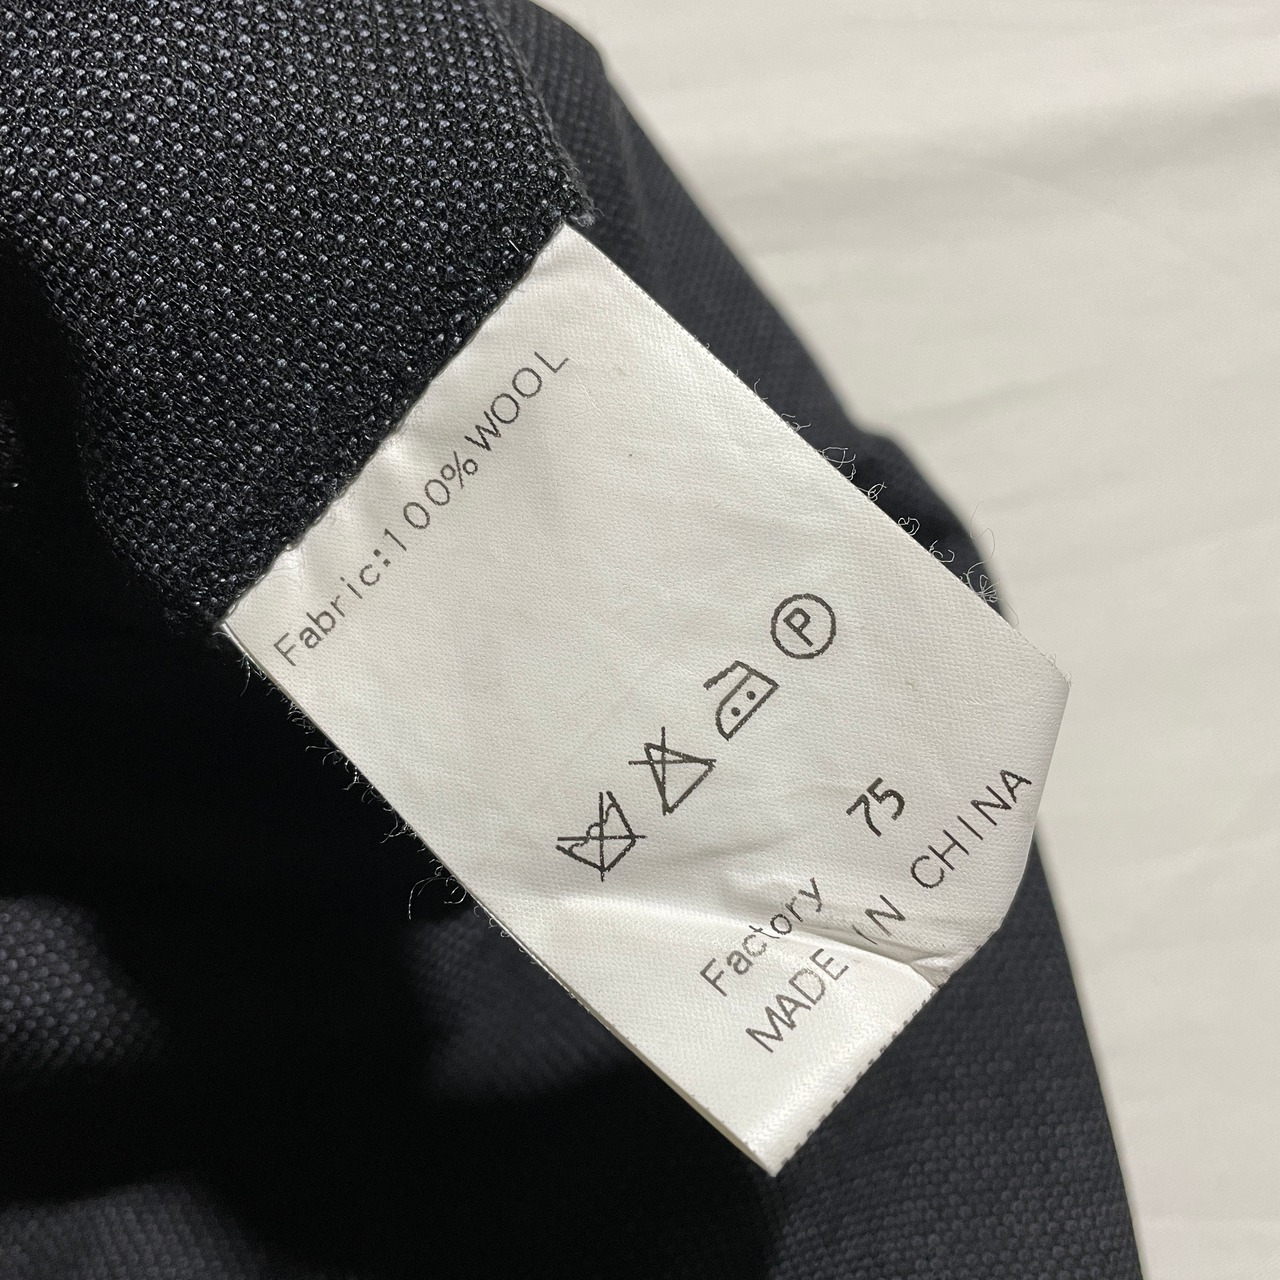 Fabric:100%WOOL
P
Factory 75
MADE IN CHINA